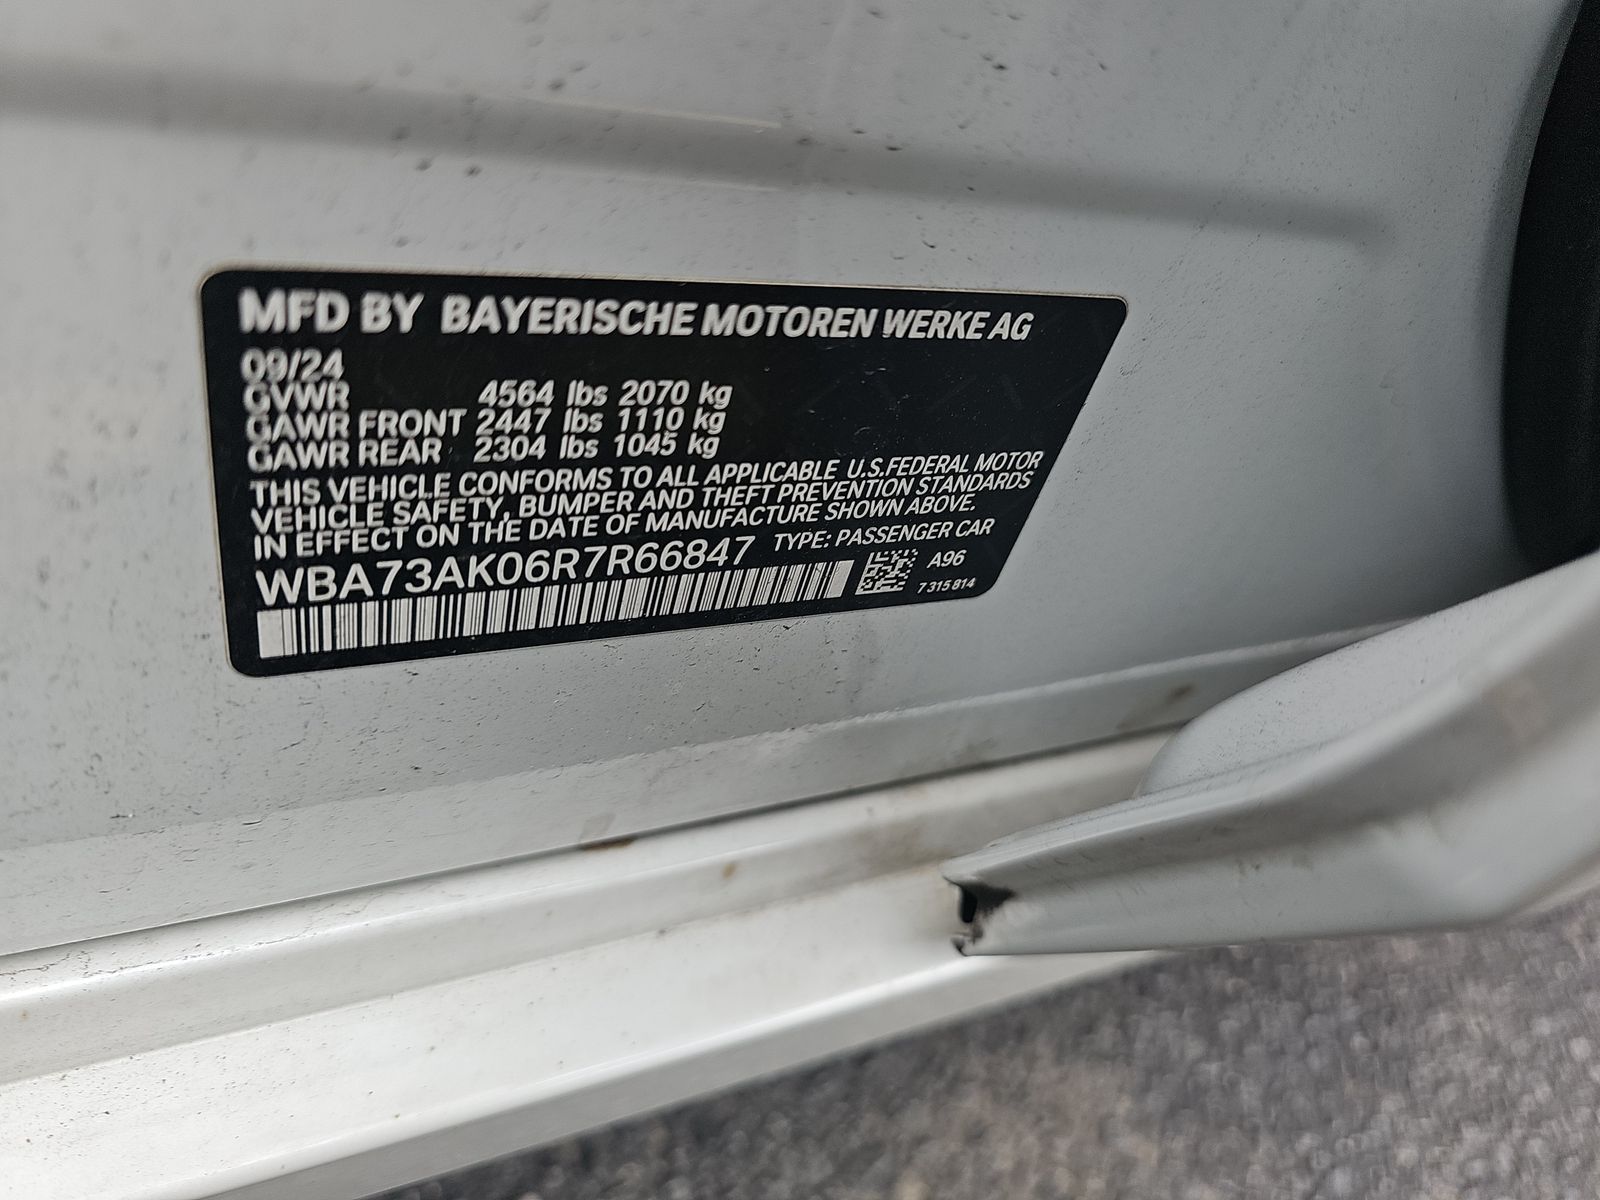 MFD BY BAYERISCHE MOTOREN WERKE AG
09/24
GVWR 4564 lbs 2070 kg
GAWR FRONT 2447 lbs 1110 kg
GAWR REAR 2304 lbs 1045 kg
THIS VEHICLE CONFORMS TO ALL APPLICABLE U.S.FEDERAL MOTOR
VEHICLE SAFETY, BUMPER AND THEFT PREVENTION STANDARDS
IN EFFECT ON THE DATE OF MANUFACTURE SHOWN ABOVE.
WBA73AK06R7R66847 TYPE: PASSENGER CAR
A96
7 315 814